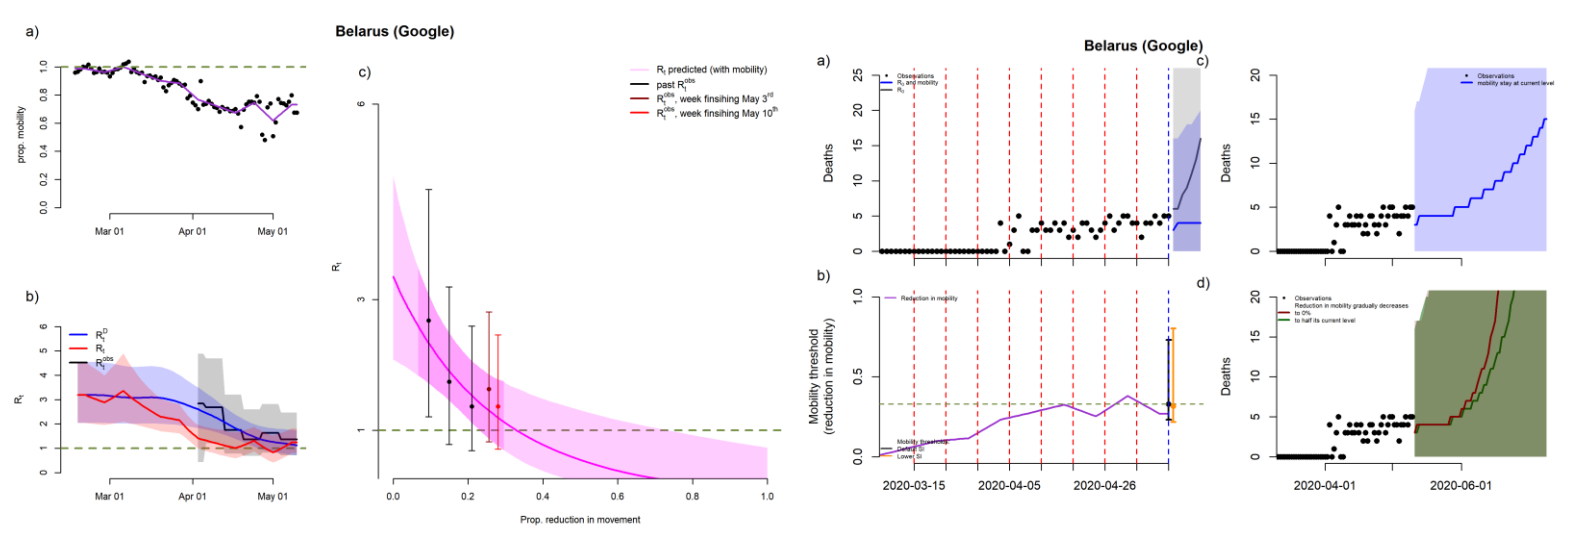 Belarus (Google)
a)
prop. mobility
1.0
0.8
0.6
0.4
0.2
0.0
Mar 01
Apr 01
May 01
b)
R_t
6
5
4
3
2
1
0
R_t^D
R_t
R_t^obs
Mar 01
Apr 01
May 01
c)
R_t predicted (with mobility)
past R_t^obs
R_t^obs, week finsihing May 3rd
R_t^obs, week finsihing May 10th
R_t
6
3
1
0.0
0.2
0.4
0.6
0.8
1.0
Prop. reduction in movement
Belarus (Google)
a)
Deaths
25
20
15
10
5
0
Observations
R_0 and mobility
R_0
b)
Mobility threshold
(reduction in mobility)
1.0
0.5
0.0
Reduction in mobility
Mobility thresholds
Default SI
Lower SI
2020-03-15
2020-04-05
2020-04-26
c)
Deaths
20
15
10
5
0
Observations
mobility stay at current level
d)
Deaths
20
15
10
5
0
Observations
Reduction in mobility gradually decreases
to 0%
to half its current level
2020-04-01
2020-06-01